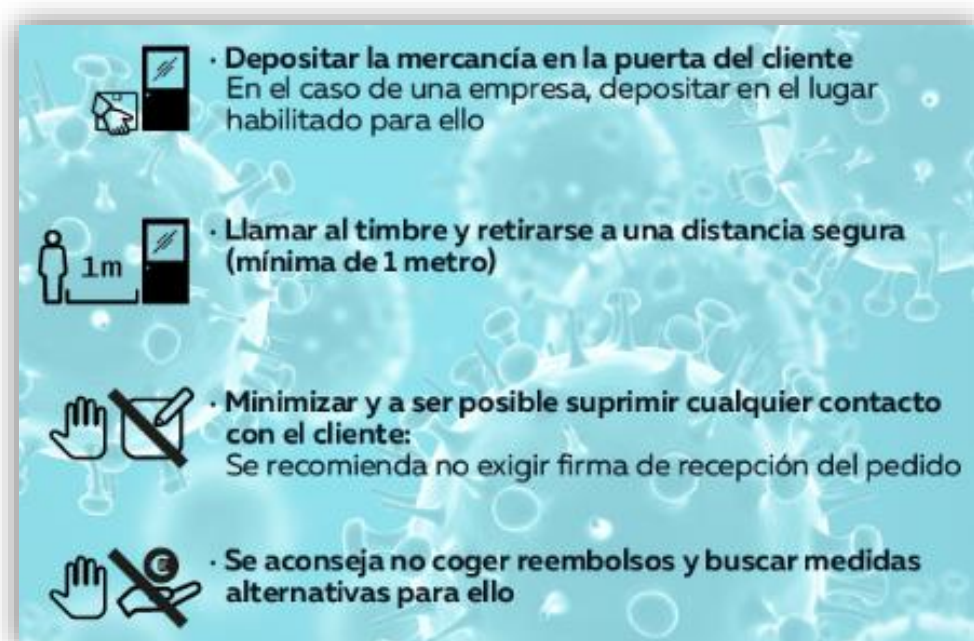 · Depositar la mercancía en la puerta del cliente
En el caso de una empresa, depositar en el lugar
habilitado para ello
· Llamar al timbre y retirarse a una distancia segura
(mínima de 1 metro)
1m
· Minimizar y a ser posible suprimir cualquier contacto
con el cliente:
Se recomienda no exigir firma de recepción del pedido
· Se aconseja no coger reembolsos y buscar medidas
alternativas para ello